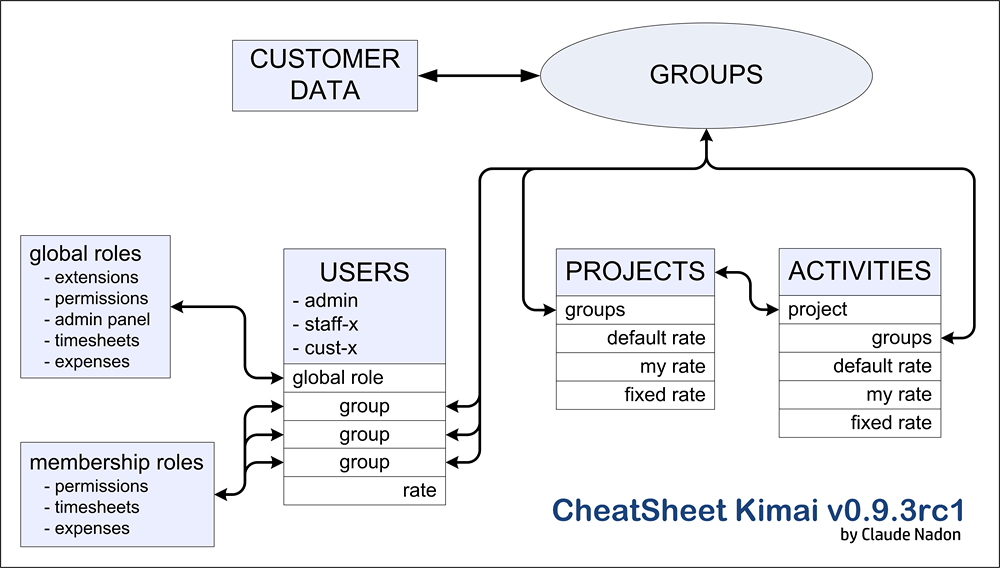 CUSTOMER
DATA
GROUPS
global roles
- extensions
- permissions
- admin panel
- timesheets
- expenses
membership roles
- permissions
- timesheets
- expenses
USERS
- admin
- staff-x
- cust-x
global role
group
group
group
rate
PROJECTS
groups
default rate
my rate
fixed rate
ACTIVITIES
project
groups
default rate
my rate
fixed rate
CheatSheet Kimai v0.9.3rc1
by Claude Nadon